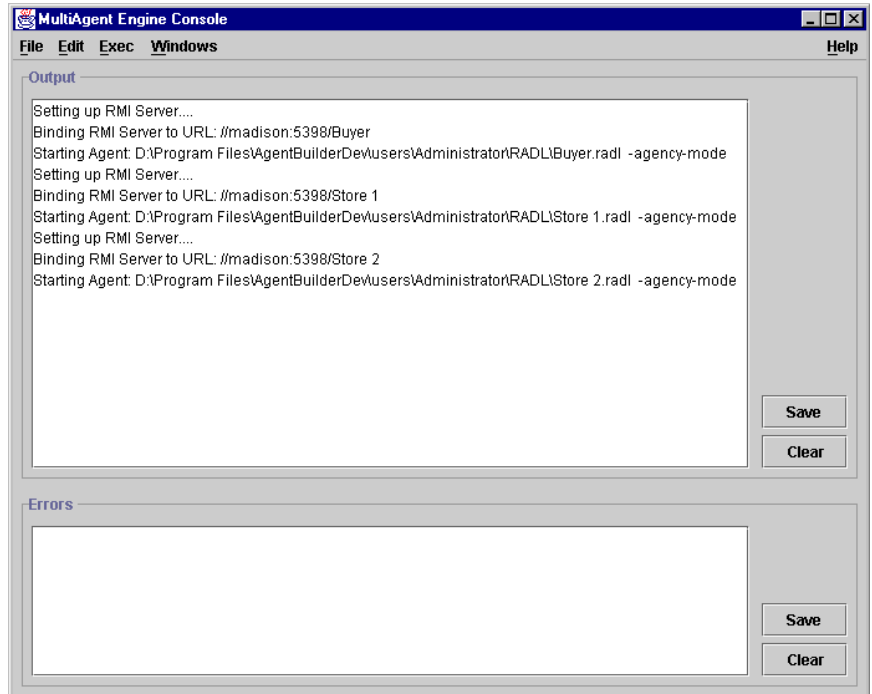 MultiAgent Engine Console
File Edit Exec Windows Help
Output
Setting up RMI Server....
Binding RMI Server to URL: //madison:5398/Buyer
Starting Agent: D:\Program Files\AgentBuilderDev\users\Administrator\RADL\Buyer.radl -agency-mode
Setting up RMI Server....
Binding RMI Server to URL: //madison:5398/Store 1
Starting Agent: D:\Program Files\AgentBuilderDev\users\Administrator\RADL\Store 1.radl -agency-mode
Setting up RMI Server....
Binding RMI Server to URL: //madison:5398/Store 2
Starting Agent: D:\Program Files\AgentBuilderDev\users\Administrator\RADL\Store 2.radl -agency-mode
Save
Clear
Errors
Save
Clear